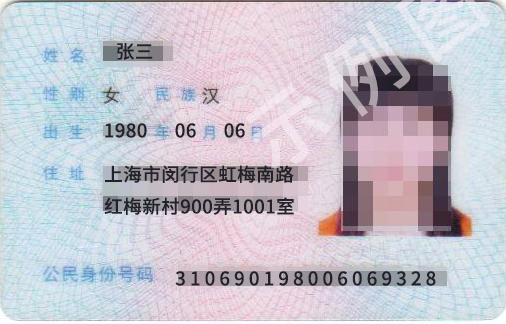 姓名 张三
性别 女 民族 汉
出生 1980 年 06 月 06 日
住址 上海市闵行区虹梅南路
红梅新村900弄1001室
公民身份号码 310690198006069328
示例图